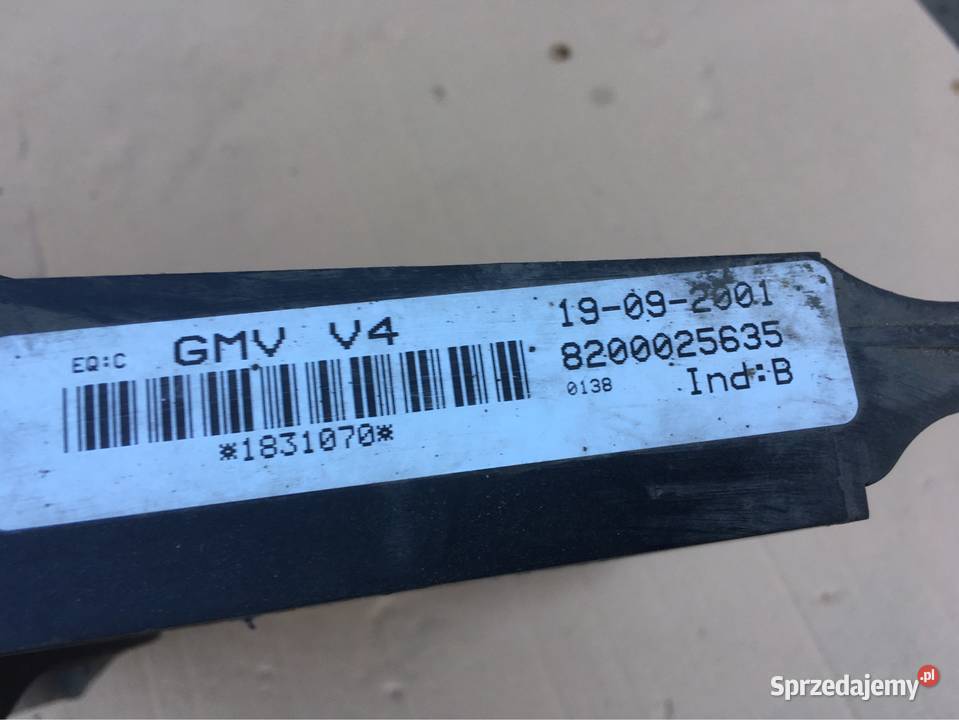 EQ:C GMV V4
*1831070*
19-09-2001
8200025635
0138 Ind:B
Sprzedajemy.pl